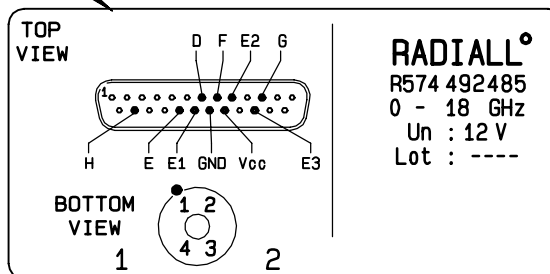 TOP
VIEW
D F E2 G
1
H E E1 GND Vcc E3
BOTTOM
VIEW
1 2
4 3
1 2
RADIALL°
R574 492485
0 - 18 GHz
Un : 12 V
Lot : ----